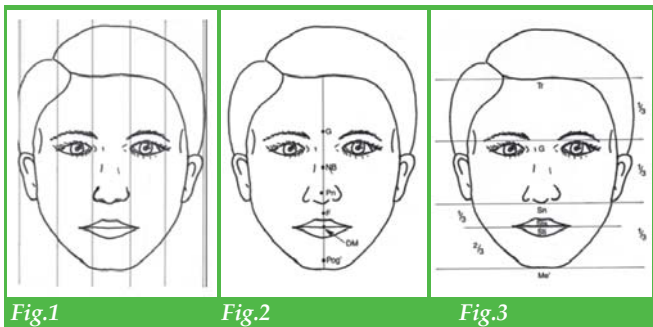 G
NB
Pn
F
DM
Pog'
Tr
1/3
G
1/3
Sn
1/3
1/3
2/3
Me'
Fig.1 Fig.2 Fig.3